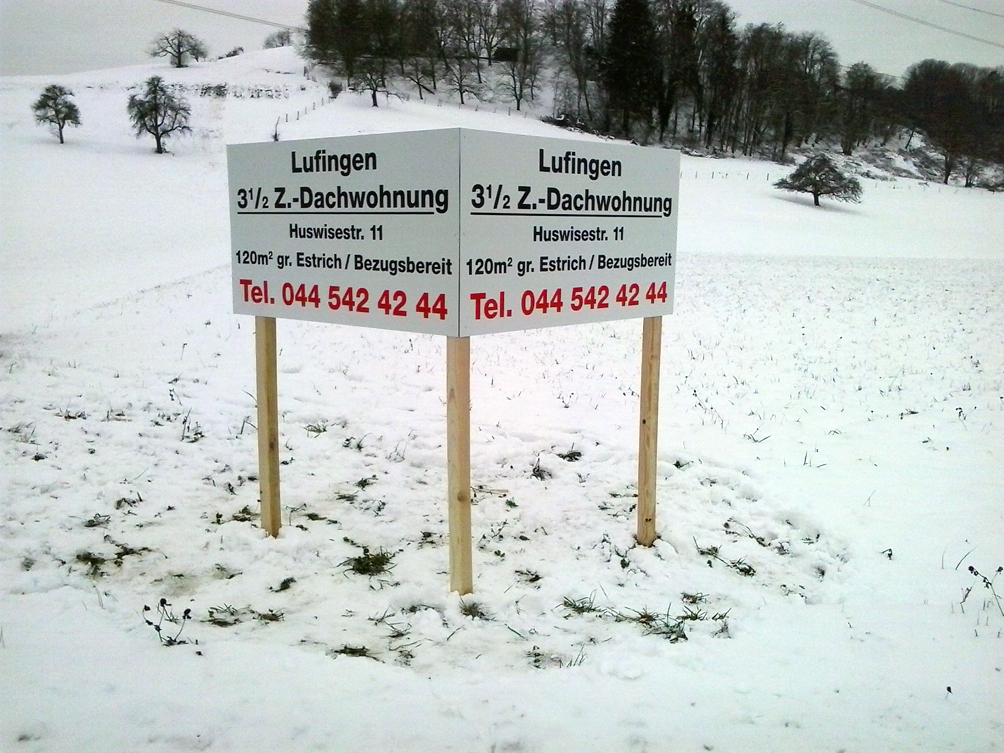 Lufingen
3½ Z.-Dachwohnung
Huswisestr. 11
120m² gr. Estrich / Bezugsbereit
Tel. 044 542 42 44
Lufingen
3½ Z.-Dachwohnung
Huswisestr. 11
120m² gr. Estrich / Bezugsbereit
Tel. 044 542 42 44